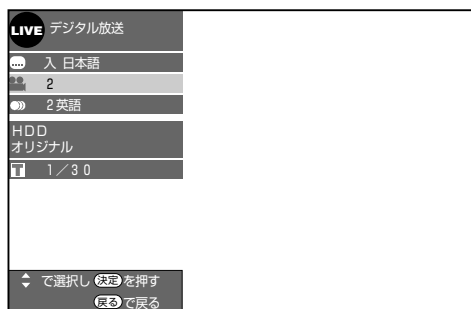 LIVE デジタル放送
入 日本語
2
2 英語
HDD
オリジナル
T 1／30
で選択し 決定 を押す
戻る で戻る